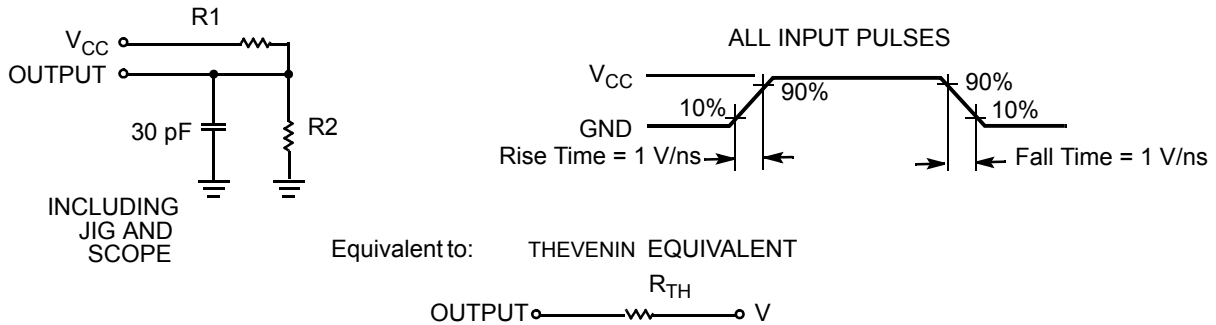 R1
VCC
OUTPUT
30 pF
R2
INCLUDING
JIG AND
SCOPE
ALL INPUT PULSES
VCC
10%
90%
90%
10%
GND
Rise Time = 1 V/ns
Fall Time = 1 V/ns
Equivalent to: THEVENIN EQUIVALENT
RTH
OUTPUT V